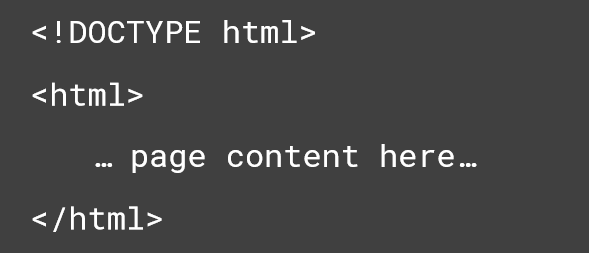 <!DOCTYPE html>
<html>
… page content here…
</html>